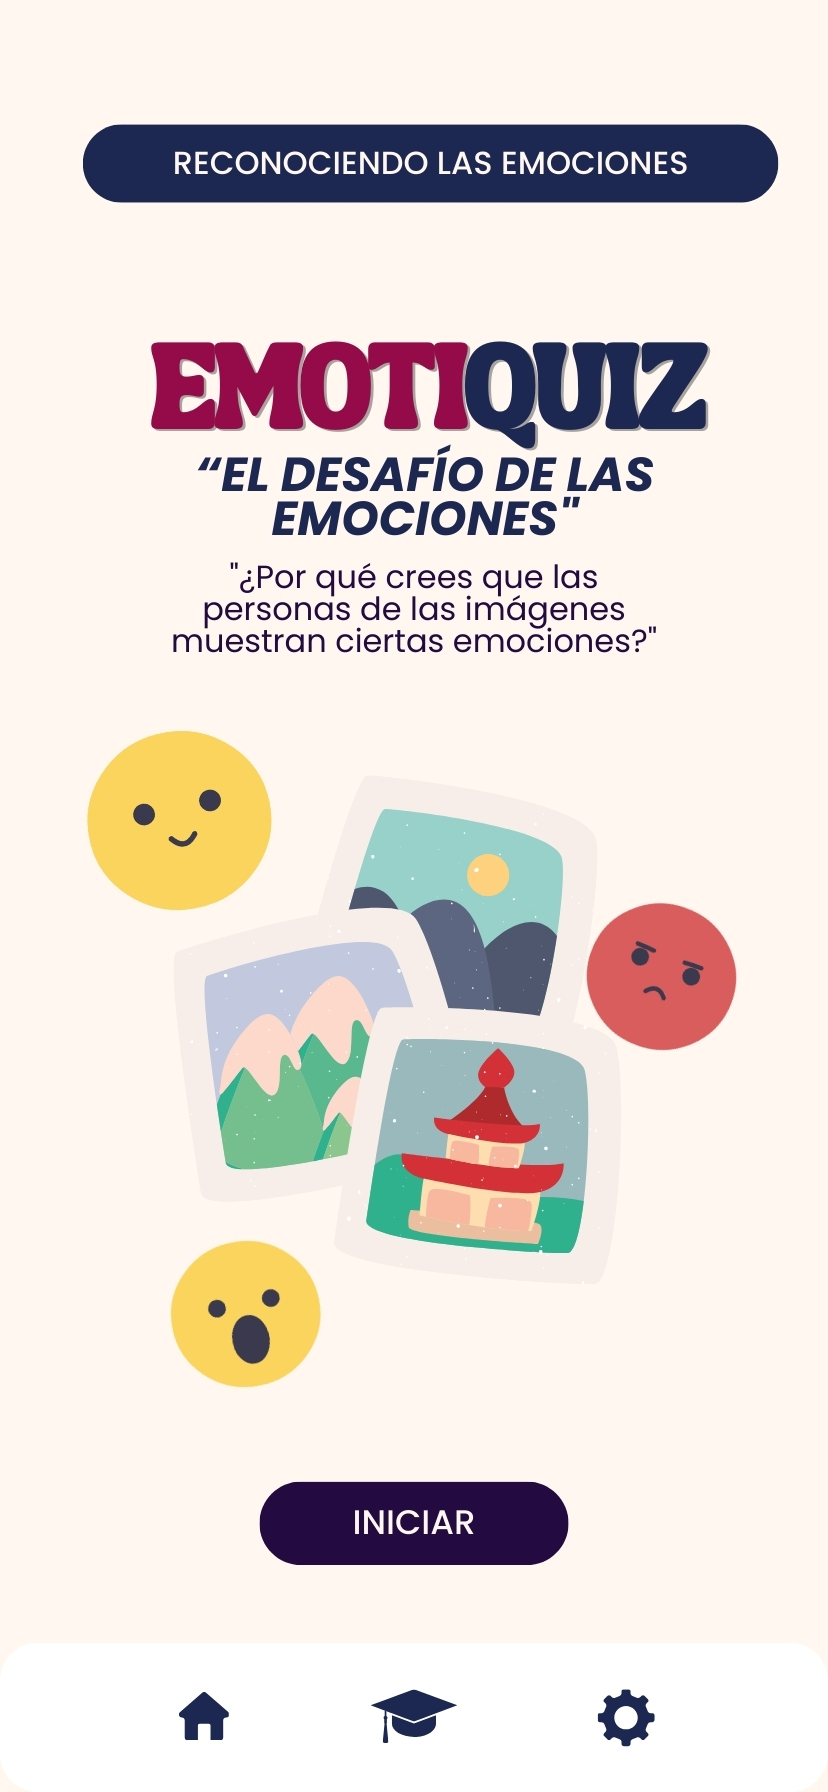 RECONOCIENDO LAS EMOCIONES
EMOTIQUIZ
“EL DESAFÍO DE LAS
EMOCIONES"
"¿Por qué crees que las
personas de las imágenes
muestran ciertas emociones?"
INICIAR